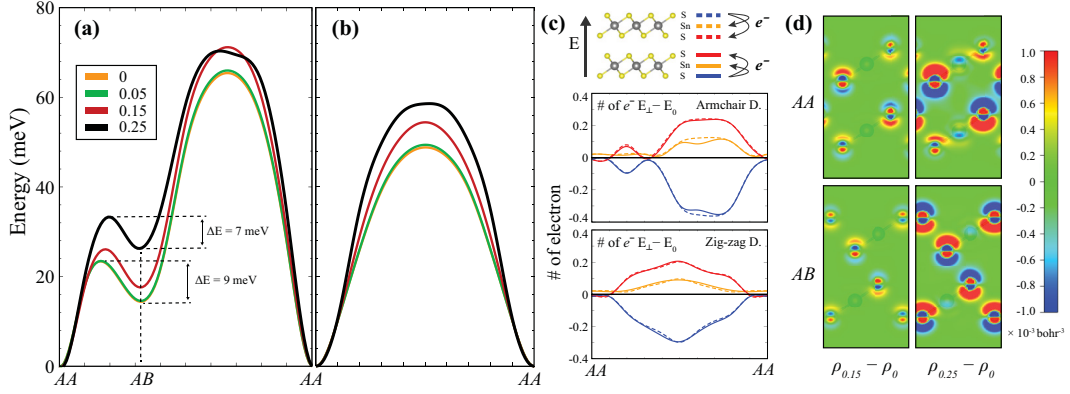 (a)
Energy (meV)
80
60
40
20
0
0
0.05
0.15
0.25
ΔE = 7 meV
ΔE = 9 meV
AA
AB
AA
(b)
AA
(c)
E
S
Sn
S
e⁻
S
Sn
S
e⁻
# of electron
# of e⁻ E⊥− E₀
Armchair D.
0.2
0
-0.2
-0.4
# of e⁻ E⊥− E₀
Zig-zag D.
0.4
0.2
0
-0.2
0.4
AA
AA
(d)
AA
AB
ρ₀.₁₅ − ρ₀
ρ₀.₂₅ − ρ₀
1.0
0.8
0.6
0.4
0.2
0.0
-0.2
-0.4
-0.6
-0.8
-1.0
× 10⁻³ bohr⁻³